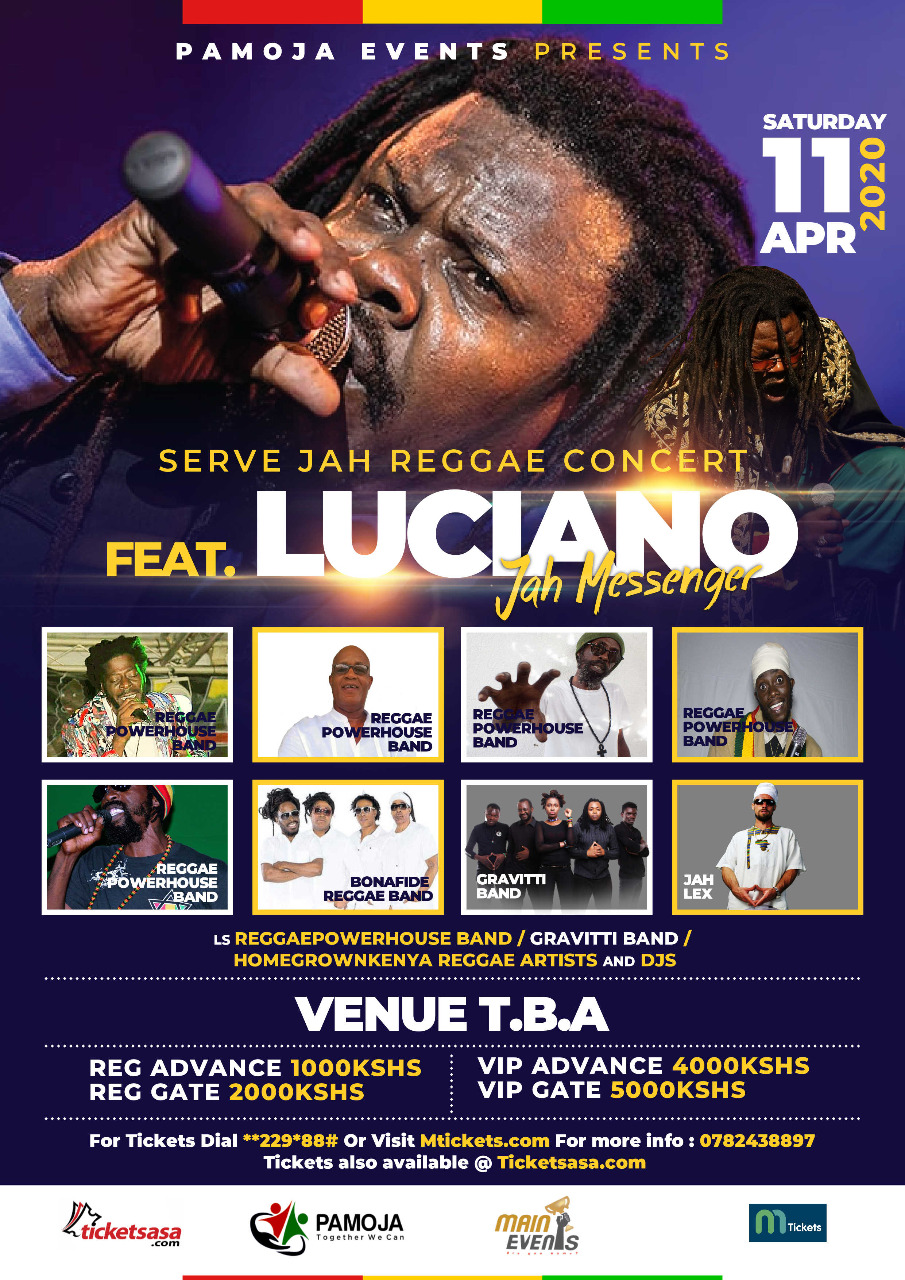 PAMOJA EVENTS PRESENTS
SATURDAY
11
APR
2020
SERVE JAH REGGAE CONCERT
FEAT. LUCIANO
Jah Messenger
REGGAE
POWERHOUSE
BAND
REGGAE
POWERHOUSE
BAND
REGGAE
POWERHOUSE
BAND
REGGAE
POWERHOUSE
BAND
REGGAE
POWERHOUSE
BAND
BONAFIDE
REGGAE BAND
GRAVITTI
BAND
JAH
LEX
LS REGGAEPOWERHOUSE BAND / GRAVITTI BAND /
HOMEGROWNKENYA REGGAE ARTISTS AND DJS
VENUE T.B.A
REG ADVANCE 1000KSHS
REG GATE 2000KSHS
VIP ADVANCE 4000KSHS
VIP GATE 5000KSHS
For Tickets Dial **229*88# Or Visit Mtickets.com For more info : 0782438897
Tickets also available @ Ticketsasa.com
ticketsasa
.com
PAMOJA
Together We Can
MAIN
EVENTS
m Tickets